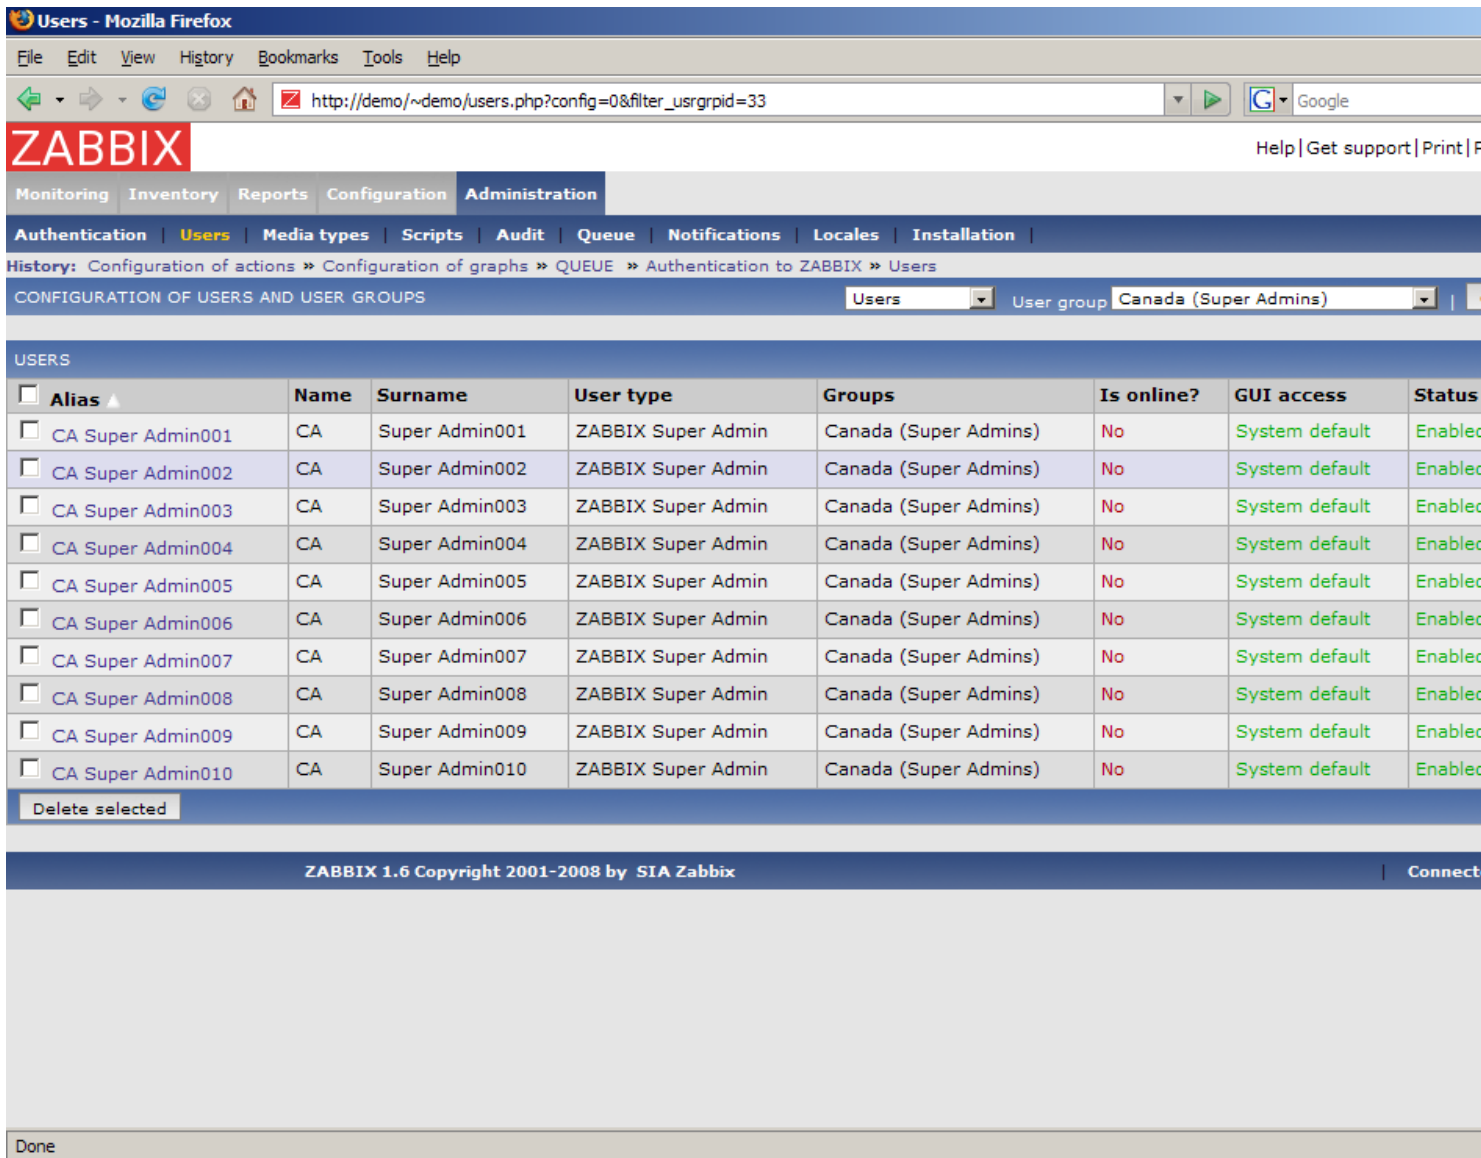 Users - Mozilla Firefox
File Edit View History Bookmarks Tools Help
http://demo/~demo/users.php?config=0&filter_usrgrpid=33 G Google
ZABBIX
Help | Get support | Print |
Monitoring Inventory Reports Configuration Administration
Authentication | Users | Media types | Scripts | Audit | Queue | Notifications | Locales | Installation |
History: Configuration of actions » Configuration of graphs » QUEUE » Authentication to ZABBIX » Users
CONFIGURATION OF USERS AND USER GROUPS Users User group Canada (Super Admins) |
USERS
Alias Name Surname User type Groups Is online? GUI access Status
CA Super Admin001 CA Super Admin001 ZABBIX Super Admin Canada (Super Admins) No System default Enabled
CA Super Admin002 CA Super Admin002 ZABBIX Super Admin Canada (Super Admins) No System default Enabled
CA Super Admin003 CA Super Admin003 ZABBIX Super Admin Canada (Super Admins) No System default Enabled
CA Super Admin004 CA Super Admin004 ZABBIX Super Admin Canada (Super Admins) No System default Enabled
CA Super Admin005 CA Super Admin005 ZABBIX Super Admin Canada (Super Admins) No System default Enabled
CA Super Admin006 CA Super Admin006 ZABBIX Super Admin Canada (Super Admins) No System default Enabled
CA Super Admin007 CA Super Admin007 ZABBIX Super Admin Canada (Super Admins) No System default Enabled
CA Super Admin008 CA Super Admin008 ZABBIX Super Admin Canada (Super Admins) No System default Enabled
CA Super Admin009 CA Super Admin009 ZABBIX Super Admin Canada (Super Admins) No System default Enabled
CA Super Admin010 CA Super Admin010 ZABBIX Super Admin Canada (Super Admins) No System default Enabled
Delete selected
ZABBIX 1.6 Copyright 2001-2008 by SIA Zabbix | Connect
Done